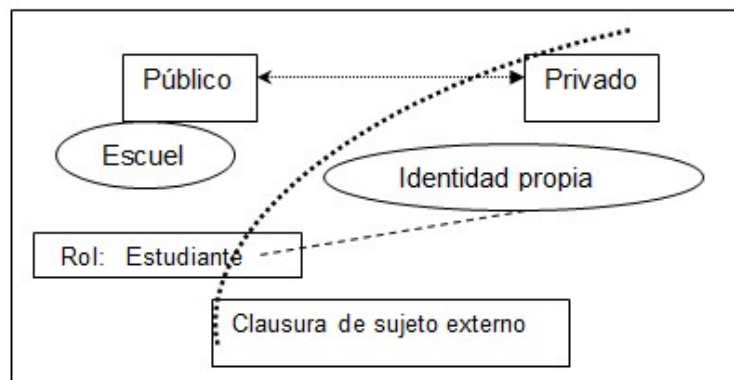 Público
Privado
Escuel
Identidad propia
Rol: Estudiante
Clausura de sujeto externo